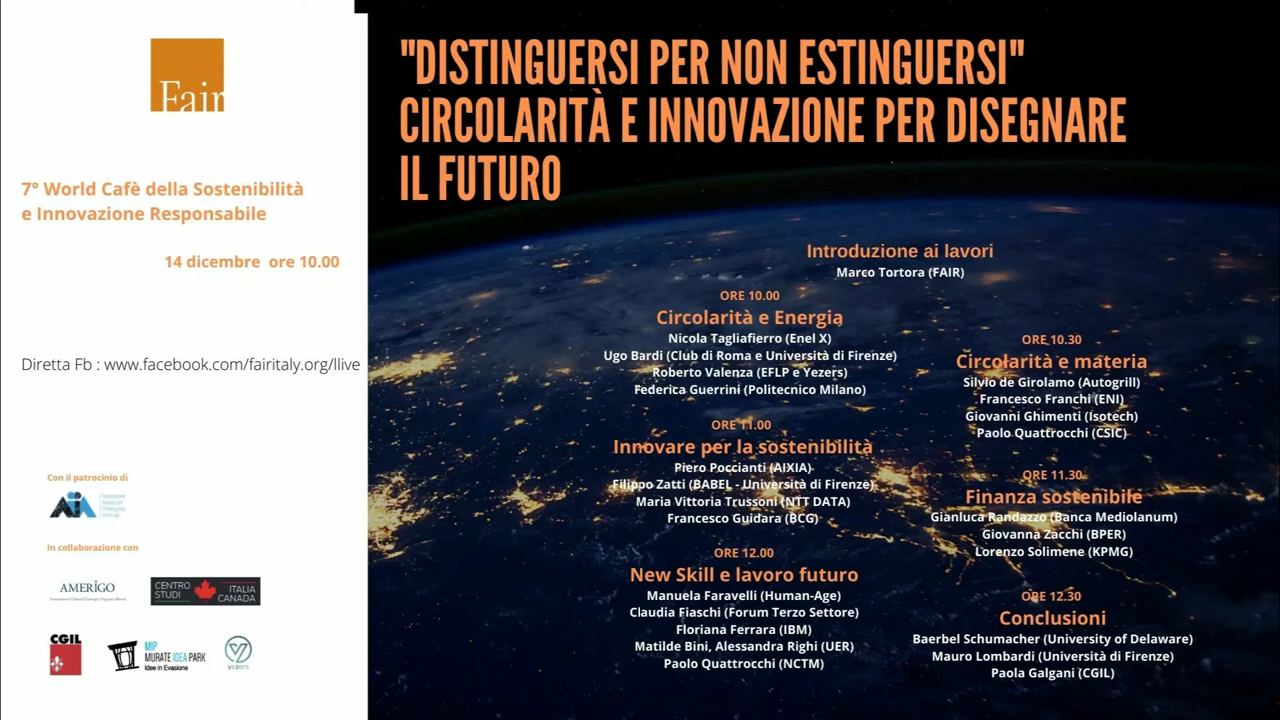 Fair
7° World Cafè della Sostenibilità
e Innovazione Responsabile
14 dicembre ore 10.00
Diretta Fb : www.facebook.com/fairitaly.org/llive
Con il patrocinio di
AIA
In collaborazione con
AMERIGO
CENTRO
STUDI
ITALIA
CANADA
CGIL
MIP
MURATE IDEA PARK
Idee in Evasione
yezers
"DISTINGUERSI PER NON ESTINGUERSI"
CIRCOLARITÀ E INNOVAZIONE PER DISEGNARE
IL FUTURO
Introduzione ai lavori
Marco Tortora (FAIR)
ORE 10.00
Circolarità e Energia
Nicola Tagliafierro (Enel X)
Ugo Bardi (Club di Roma e Università di Firenze)
Roberto Valenza (EFLP e Yezers)
Federica Guerrini (Politecnico Milano)
ORE 10.30
Circolarità e materia
Silvio de Girolamo (Autogrill)
Francesco Franchi (ENI)
Giovanni Ghimenti (Isotech)
Paolo Quattrocchi (CSIC)
ORE 11.00
Innovare per la sostenibilità
Piero Poccianti (AIXIA)
Filippo Zatti (BABEL - Università di Firenze)
Maria Vittoria Trussoni (NTT DATA)
Francesco Guidara (BCG)
ORE 11.30
Finanza sostenibile
Gianluca Randazzo (Banca Mediolanum)
Giovanna Zacchi (BPER)
Lorenzo Solimene (KPMG)
ORE 12.00
New Skill e lavoro futuro
Manuela Faravelli (Human-Age)
Claudia Fiaschi (Forum Terzo Settore)
Floriana Ferrara (IBM)
Matilde Bini, Alessandra Righi (UER)
Paolo Quattrocchi (NCTM)
ORE 12.30
Conclusioni
Baerbel Schumacher (University of Delaware)
Mauro Lombardi (Università di Firenze)
Paola Galgani (CGIL)